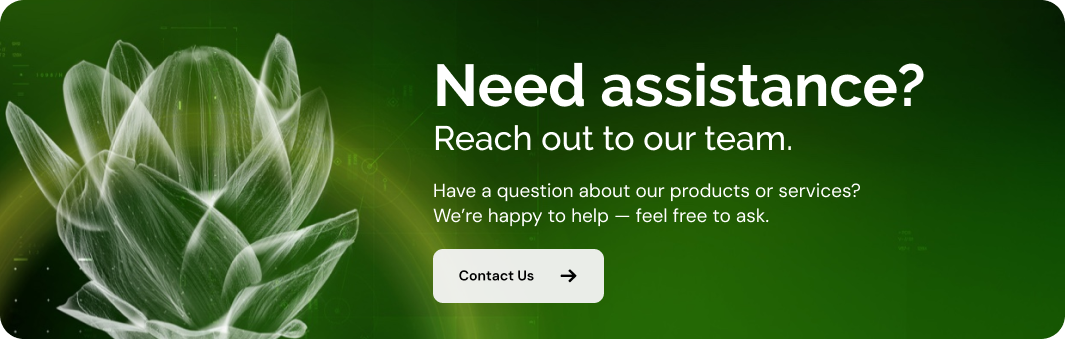 Need assistance?
Reach out to our team.
Have a question about our products or services?
We’re happy to help — feel free to ask.
Contact Us